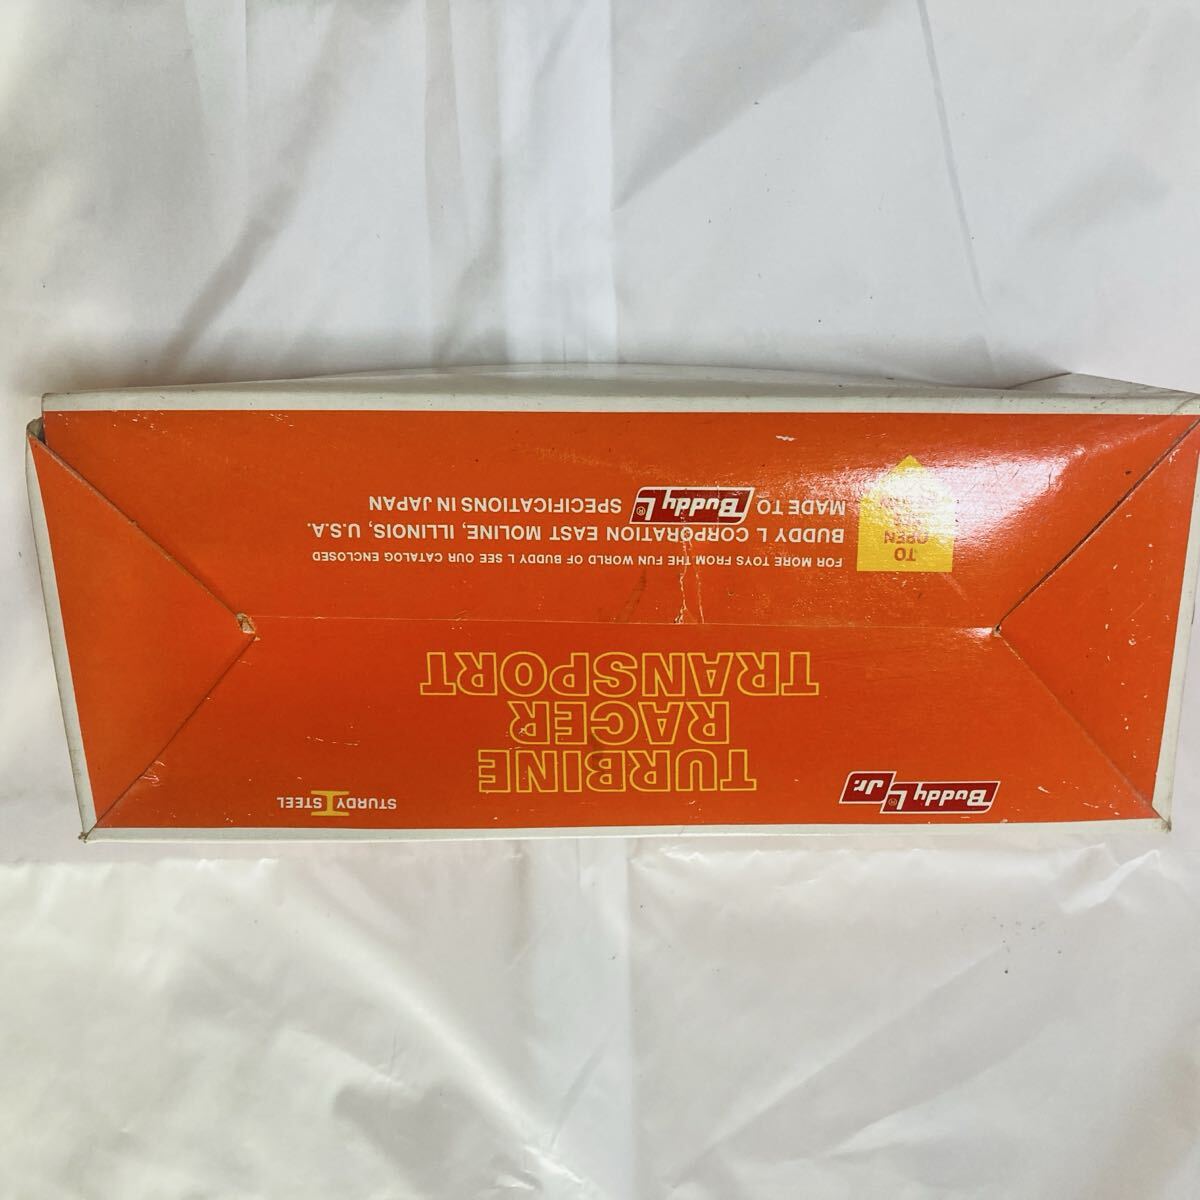 Buddy L® Jr.
STURDY STEEL
TURBINE
RACER
TRANSPORT
FOR MORE TOYS FROM THE FUN WORLD OF BUDDY L SEE OUR CATALOG ENCLOSED
BUDDY L CORPORATION EAST MOLINE, ILLINOIS, U.S.A.
MADE TO Buddy L® SPECIFICATIONS IN JAPAN
TO
OPEN